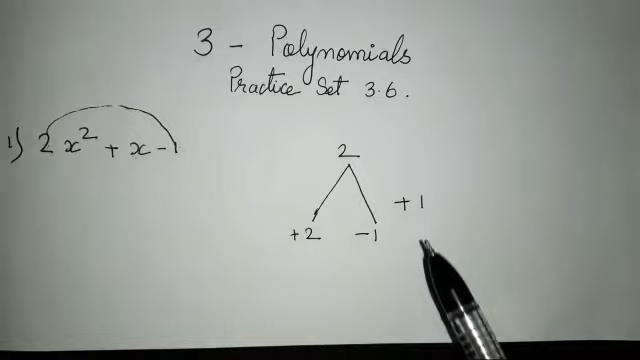 3 - Polynomials
Practice Set 3.6.
1) 2x² + x - 1
2
+ 1
+2 -1